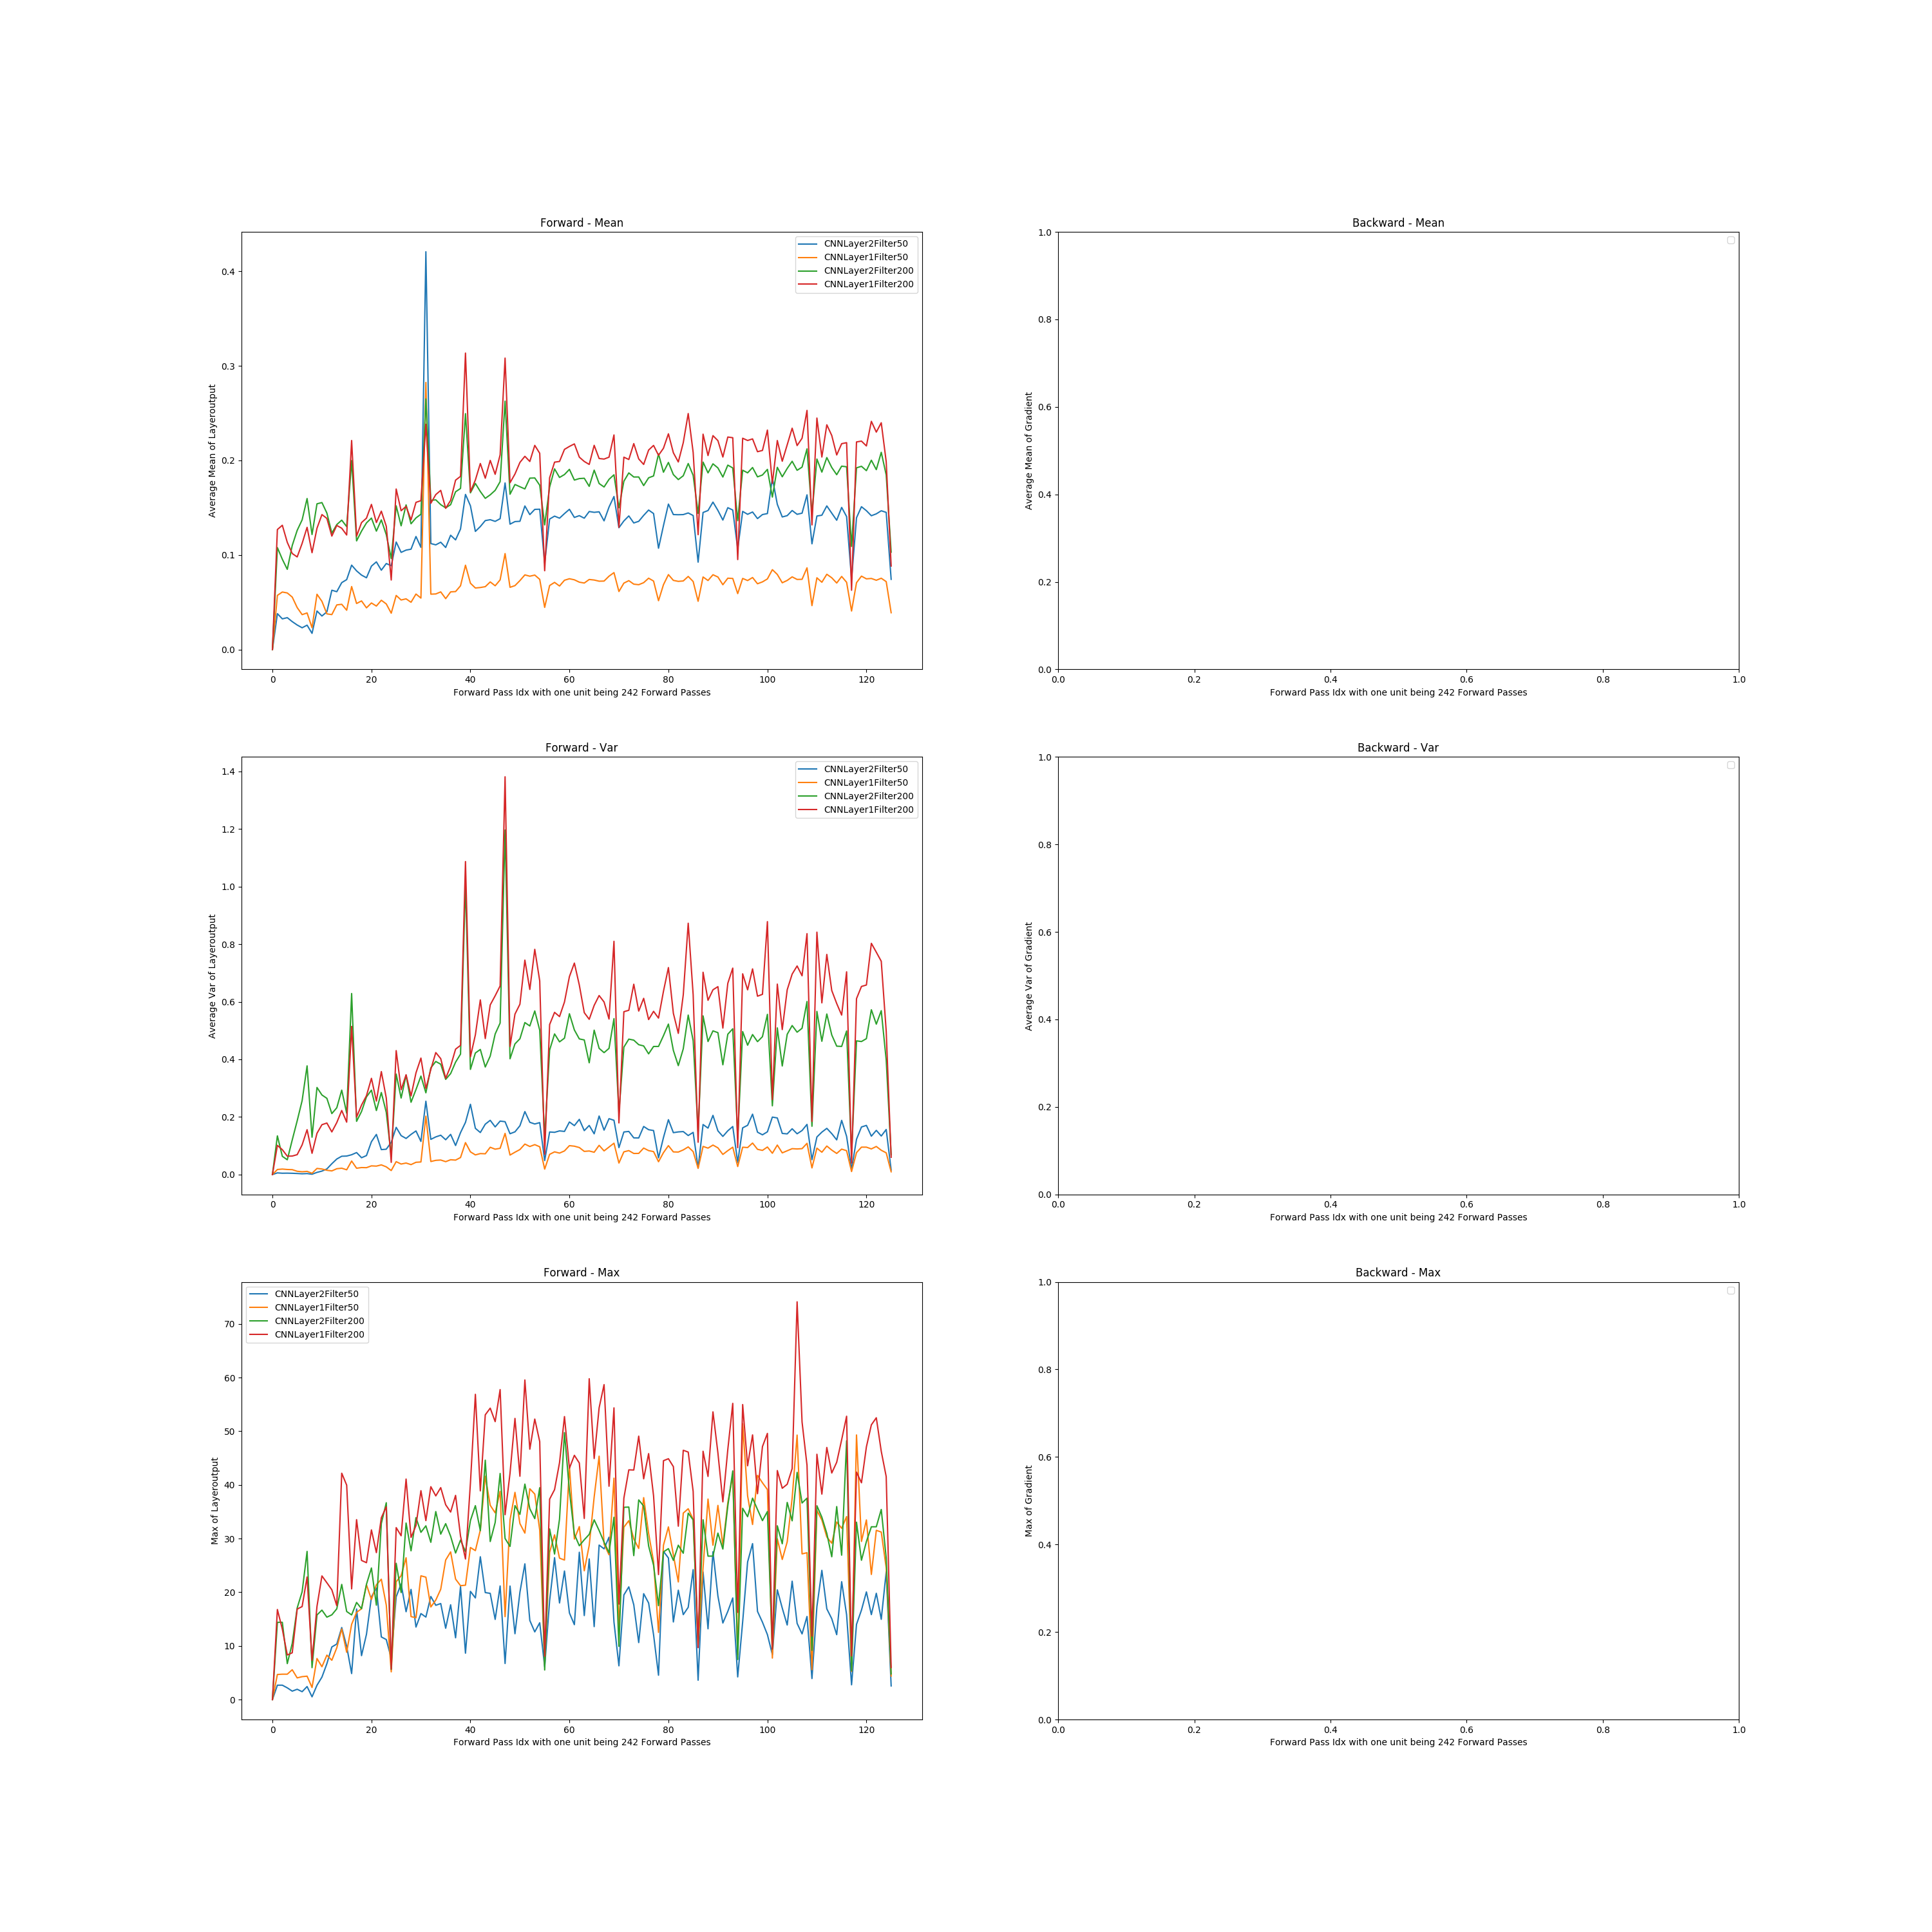 Forward - Mean
Average Mean of Layeroutput
0.4
0.3
0.2
0.1
0.0
CNNLayer2Filter50
CNNLayer1Filter50
CNNLayer2Filter200
CNNLayer1Filter200
0 20 40 60 80 100 120
Forward Pass Idx with one unit being 242 Forward Passes
Backward - Mean
Average Mean of Gradient
1.0
0.8
0.6
0.4
0.2
0.0
0.0 0.2 0.4 0.6 0.8 1.0
Forward Pass Idx with one unit being 242 Forward Passes
Forward - Var
Average Var of Layeroutput
1.4
1.2
1.0
0.8
0.6
0.4
0.2
0.0
CNNLayer2Filter50
CNNLayer1Filter50
CNNLayer2Filter200
CNNLayer1Filter200
0 20 40 60 80 100 120
Forward Pass Idx with one unit being 242 Forward Passes
Backward - Var
Average Var of Gradient
1.0
0.8
0.6
0.4
0.2
0.0
0.0 0.2 0.4 0.6 0.8 1.0
Forward Pass Idx with one unit being 242 Forward Passes
Forward - Max
Max of Layeroutput
70
60
50
40
30
20
10
0
CNNLayer2Filter50
CNNLayer1Filter50
CNNLayer2Filter200
CNNLayer1Filter200
0 20 40 60 80 100 120
Forward Pass Idx with one unit being 242 Forward Passes
Backward - Max
Max of Gradient
1.0
0.8
0.6
0.4
0.2
0.0
0.0 0.2 0.4 0.6 0.8 1.0
Forward Pass Idx with one unit being 242 Forward Passes